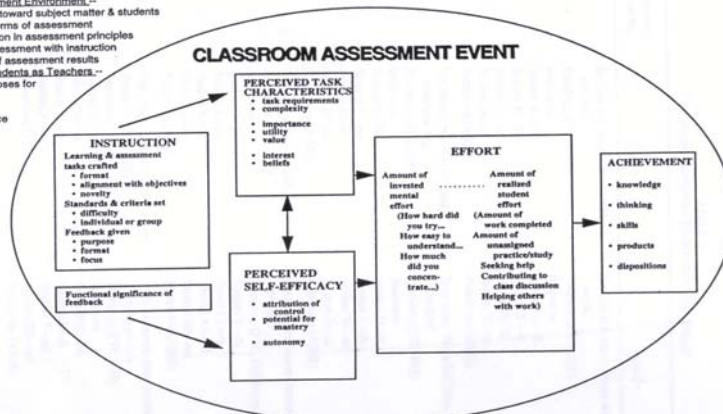 ment Environment --
toward subject matter & students
rms of assessment
on in assessment principles
essment with instruction
f assessment results
dents as Teachers --
oses for
ce
CLASSROOM ASSESSMENT EVENT
INSTRUCTION
Learning & assessment
tasks crafted
• format
• alignment with objectives
• novelty
Standards & criteria set
• difficulty
• individual or group
Feedback given
• purpose
• format
• focus
Functional significance of
feedback
PERCEIVED TASK
CHARACTERISTICS
• task requirements
• complexity
• importance
• utility
• value
• interest
• beliefs
PERCEIVED
SELF-EFFICACY
• attribution of
control
• potential for
mastery
• autonomy
EFFORT
Amount of
invested ..........
mental
effort
(How hard did
you try...
How easy to
understand...
How much
did you
concen-
trate...)
Amount of
realized
student
effort
(Amount of
work completed
Amount of
unassigned
practice/study
Seeking help
Contributing to
class discussion
Helping others
with work)
ACHIEVEMENT
• knowledge
• thinking
• skills
• products
• dispositions